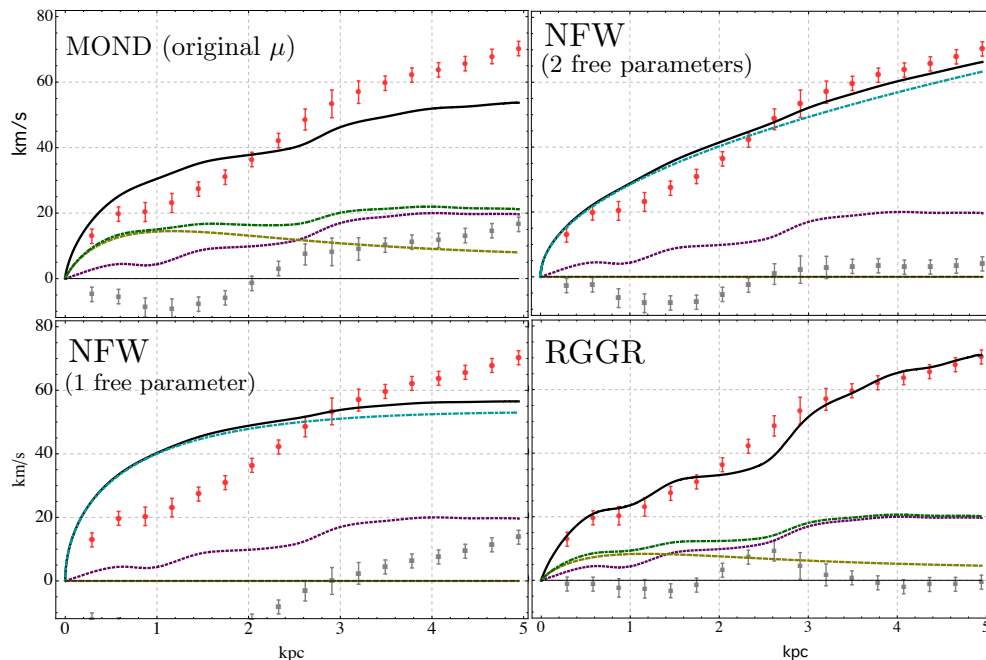 80
60
40
20
0
km/s
MOND (original μ)
NFW
(2 free parameters)
80
60
40
20
0
km/s
NFW
(1 free parameter)
RGGR
0 1 2 3 4 5
kpc
0 1 2 3 4 5
kpc